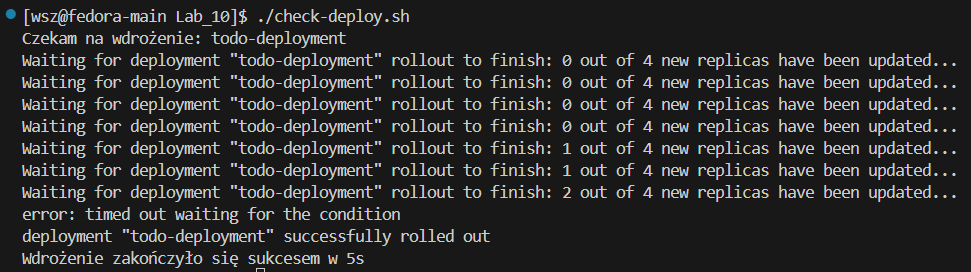 [wsz@fedora-main Lab_10]$ ./check-deploy.sh
Czekam na wdrożenie: todo-deployment
Waiting for deployment "todo-deployment" rollout to finish: 0 out of 4 new replicas have been updated...
Waiting for deployment "todo-deployment" rollout to finish: 0 out of 4 new replicas have been updated...
Waiting for deployment "todo-deployment" rollout to finish: 0 out of 4 new replicas have been updated...
Waiting for deployment "todo-deployment" rollout to finish: 0 out of 4 new replicas have been updated...
Waiting for deployment "todo-deployment" rollout to finish: 1 out of 4 new replicas have been updated...
Waiting for deployment "todo-deployment" rollout to finish: 1 out of 4 new replicas have been updated...
Waiting for deployment "todo-deployment" rollout to finish: 2 out of 4 new replicas have been updated...
error: timed out waiting for the condition
deployment "todo-deployment" successfully rolled out
Wdrożenie zakończyło się sukcesem w 5s